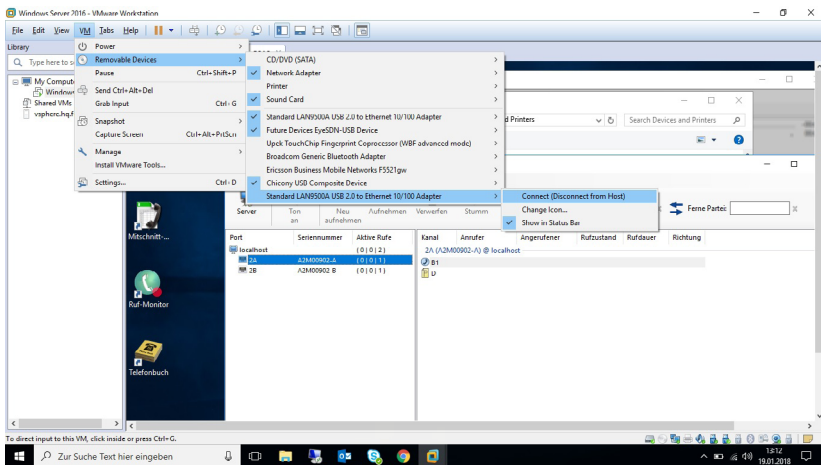 Windows Server 2016 - VMware Workstation
File Edit View VM Tabs Help
Library
Type here to s
My Comput
Window
Shared VMs
Power
Removable Devices
Pause Ctrl+Shift+P
Send Ctrl+Alt+Del
Grab Input Ctrl+G
Snapshot
Capture Screen Ctrl+Alt+PrtScn
Manage
Install VMware Tools...
Settings... Ctrl+D
CD/DVD (SATA)
Network Adapter
Printer
Sound Card
Standard LAN9500A USB 2.0 to Ethernet 10/100 Adapter
Future Devices EyeSDN-USB Device
Upek TouchChip Fingerprint Coprocessor (WBF advanced mode)
Broadcom Generic Bluetooth Adapter
Ericsson Business Mobile Networks F5521gw
Chicony USB Composite Device
Standard LAN9500A USB 2.0 to Ethernet 10/100 Adapter
Connect (Disconnect from Host)
Change Icon...
Show in Status Bar
d Printers Search Devices and Printers
Server Ton an Neu aufnehmen Aufnehmen Verwerfen Stumm Ferne Partei:
Port Seriennummer Aktive Rufe
localhost ( 0 | 0 | 2 )
2A A2M00902-A ( 0 | 0 | 1 )
2B A2M00902 B ( 0 | 0 | 1 )
Kanal Anrufer Angerufener Rufzustand Rufdauer Richtung
2A (A2M00902-A) @ localhost
B1
D
Mitschnitt-...
Ruf-Monitor
Telefonbuch
To direct input to this VM, click inside or press Ctrl+G.
Zur Suche Text hier eingeben
13:12
19.01.2018